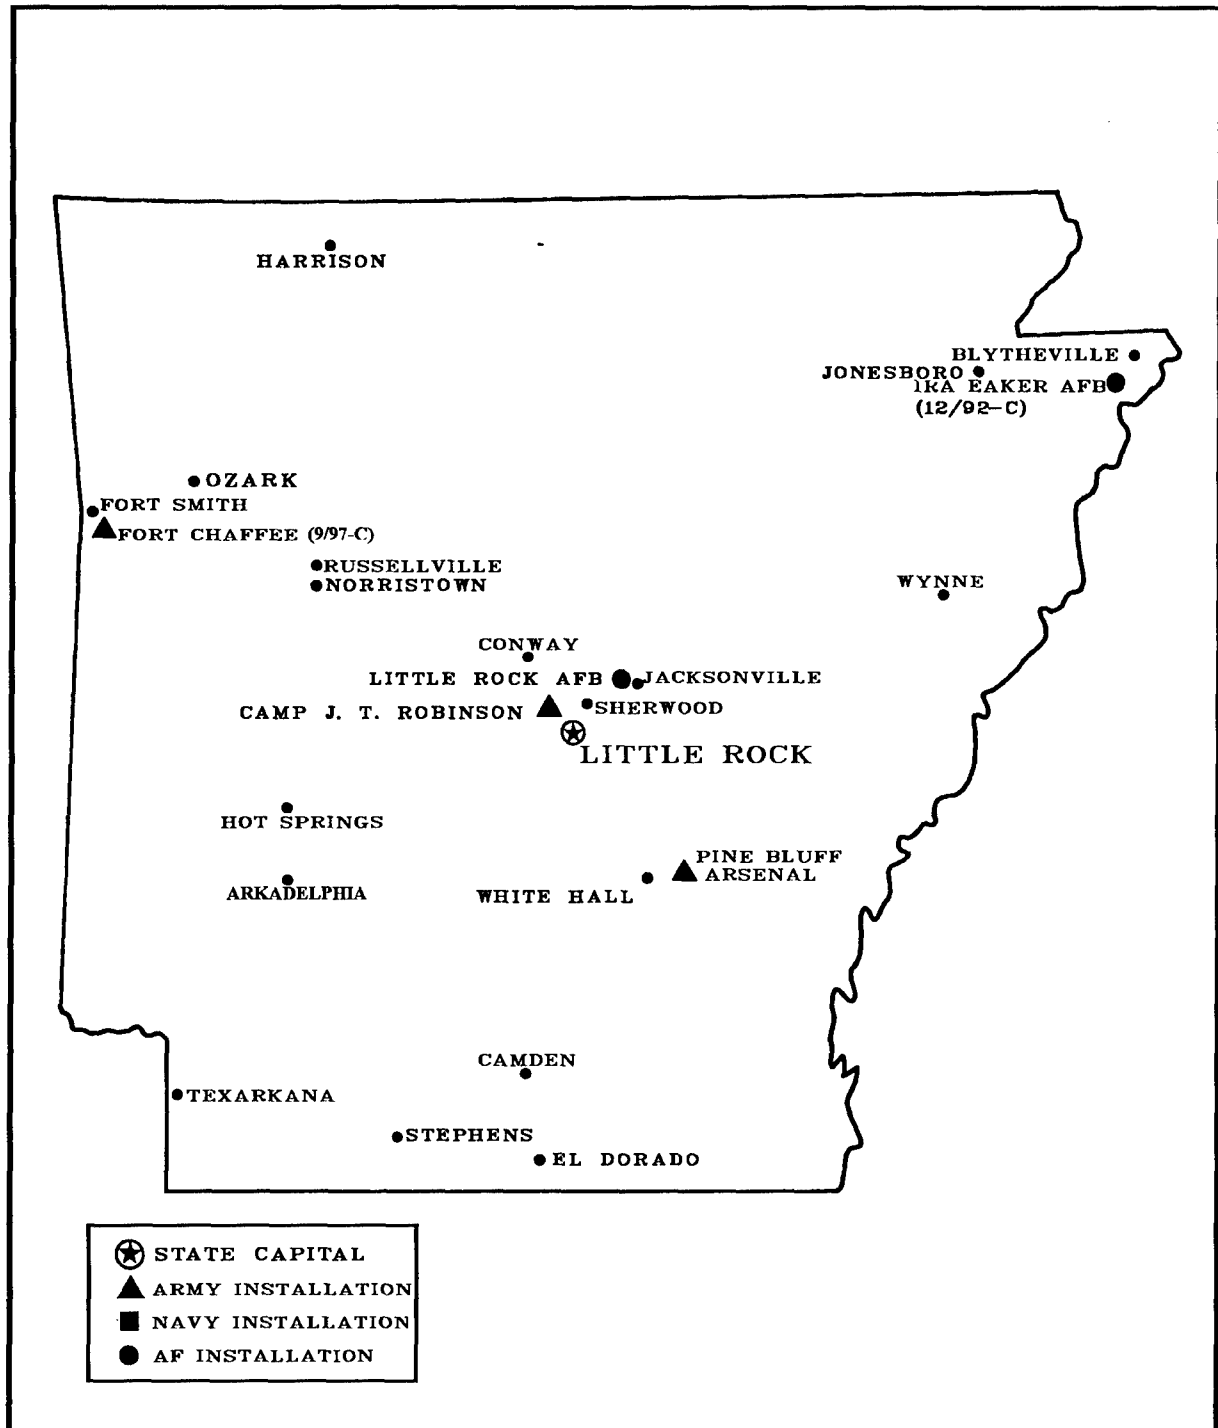 HARRISON
BLYTHEVILLE
JONESBORO
IRA EAKER AFB
(12/92-C)
OZARK
FORT SMITH
FORT CHAFFEE (9/97-C)
RUSSELLVILLE
NORRISTOWN
WYNNE
CONWAY
LITTLE ROCK AFB
JACKSONVILLE
CAMP J. T. ROBINSON
SHERWOOD
LITTLE ROCK
HOT SPRINGS
PINE BLUFF
ARSENAL
ARKADELPHIA
WHITE HALL
CAMDEN
TEXARKANA
STEPHENS
EL DORADO
STATE CAPITAL
ARMY INSTALLATION
NAVY INSTALLATION
AF INSTALLATION